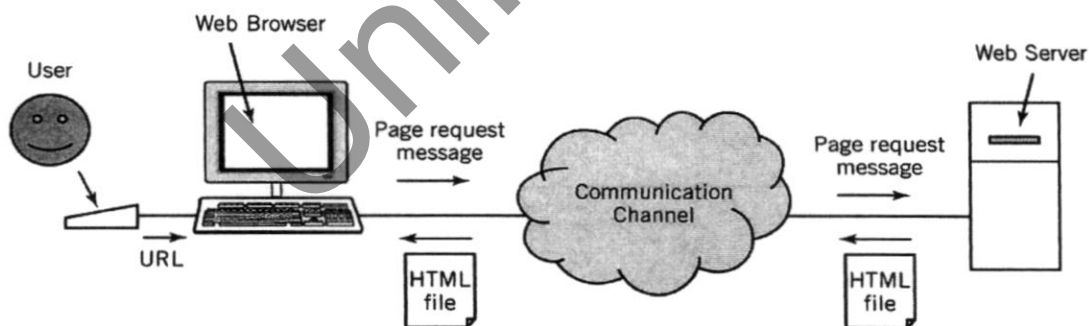 Web Browser
User
Web Server
Page request
message
Page request
message
Communication
Channel
URL
HTML
file
HTML
file